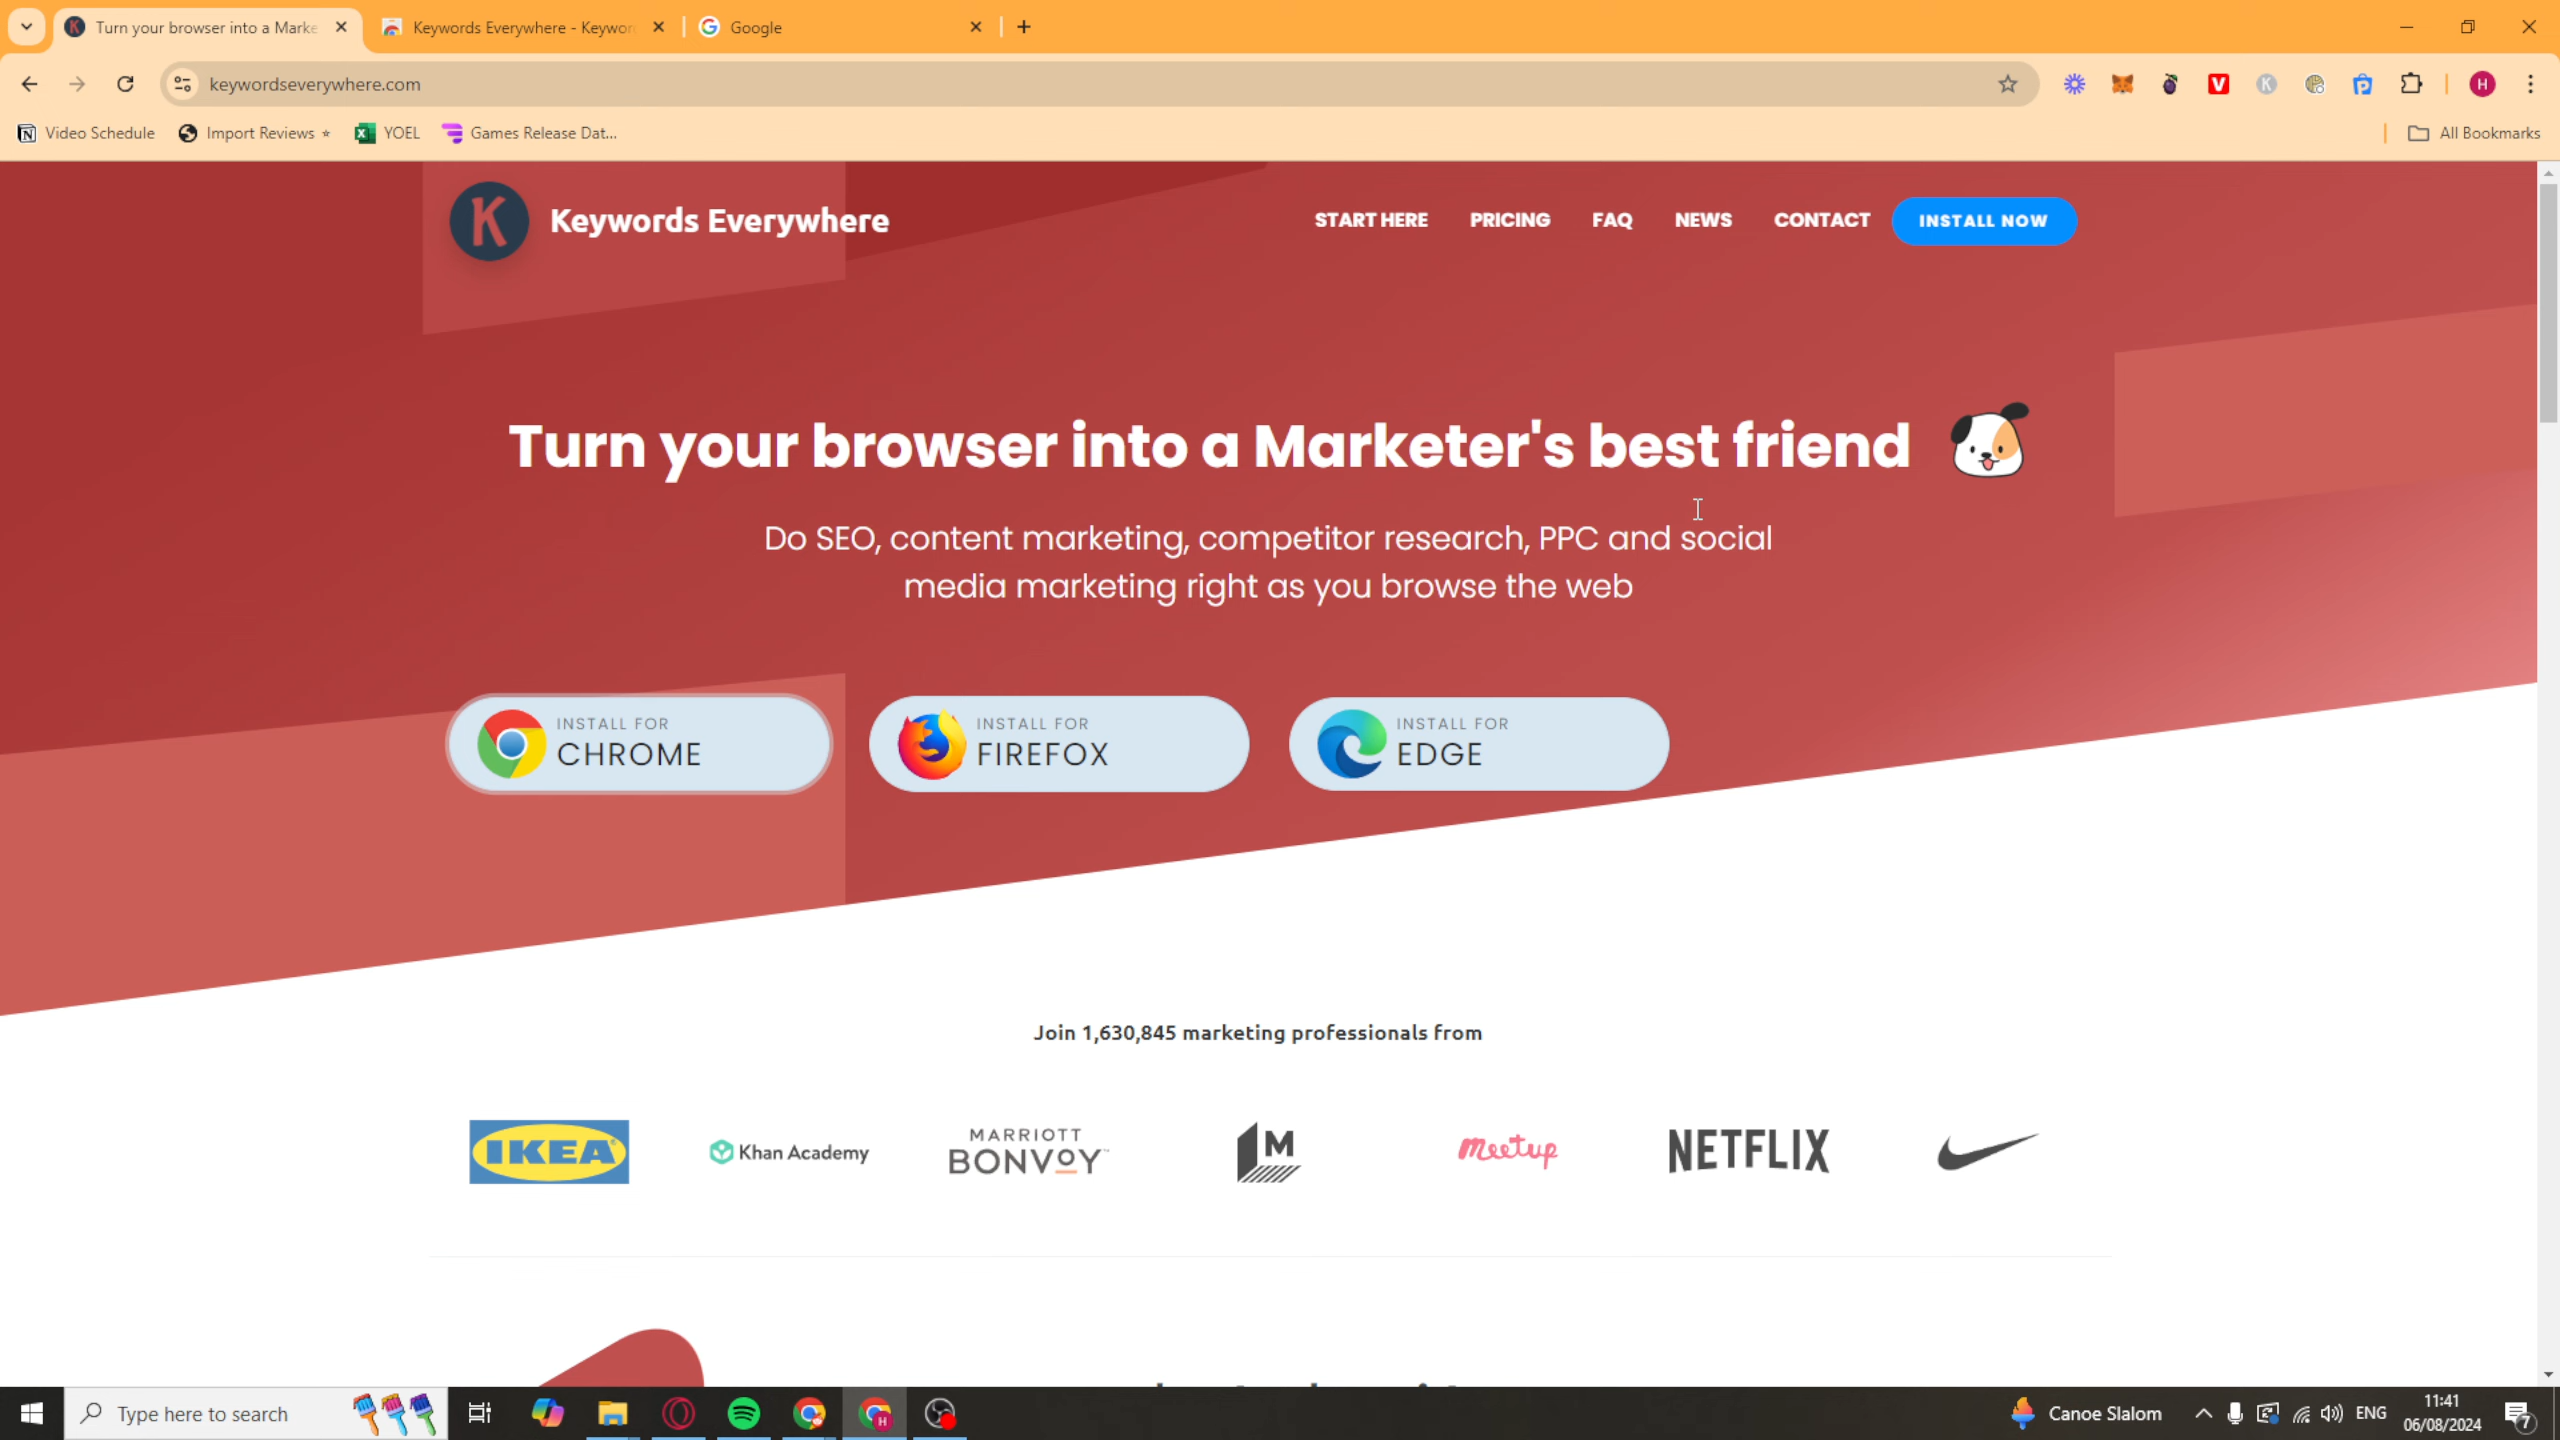 Turn your browser into a Marke
Keywords Everywhere - Keywor
Google
keywordseverywhere.com
Video Schedule
Import Reviews
YOEL
Games Release Dat...
All Bookmarks
Keywords Everywhere
START HERE
PRICING
FAQ
NEWS
CONTACT
INSTALL NOW
Turn your browser into a Marketer's best friend
Do SEO, content marketing, competitor research, PPC and social
media marketing right as you browse the web
INSTALL FOR
CHROME
INSTALL FOR
FIREFOX
INSTALL FOR
EDGE
Join 1,630,845 marketing professionals from
IKEA
Khan Academy
MARRIOTT
BONVOY
M
meetup
NETFLIX
Type here to search
Canoe Slalom
ENG
11:41
06/08/2024
7